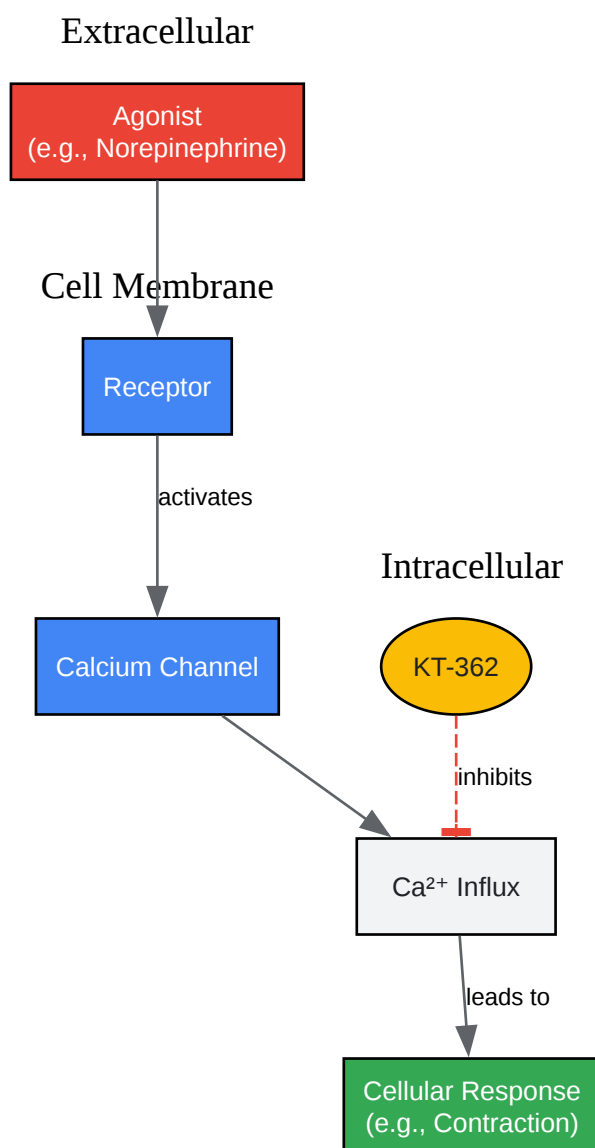 Extracellular
Agonist
(e.g., Norepinephrine)
Cell Membrane
Receptor
activates
Intracellular
Calcium Channel
KT-362
inhibits
Ca²⁺ Influx
leads to
Cellular Response
(e.g., Contraction)